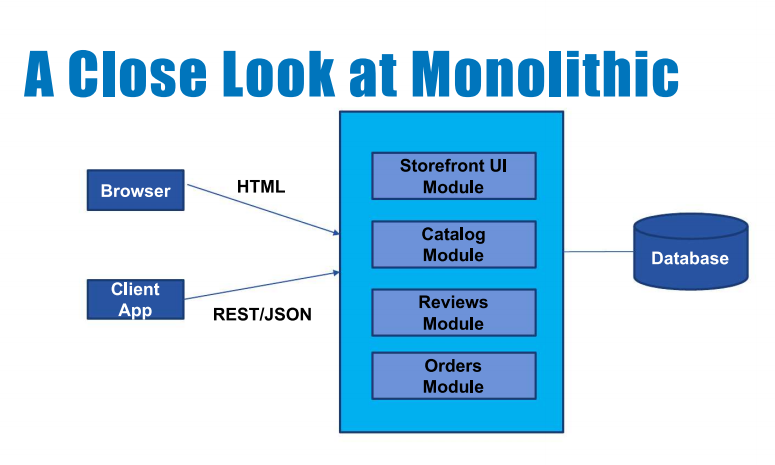 A Close Look at Monolithic
Browser
HTML
Client
App
REST/JSON
Storefront UI
Module
Catalog
Module
Reviews
Module
Orders
Module
Database